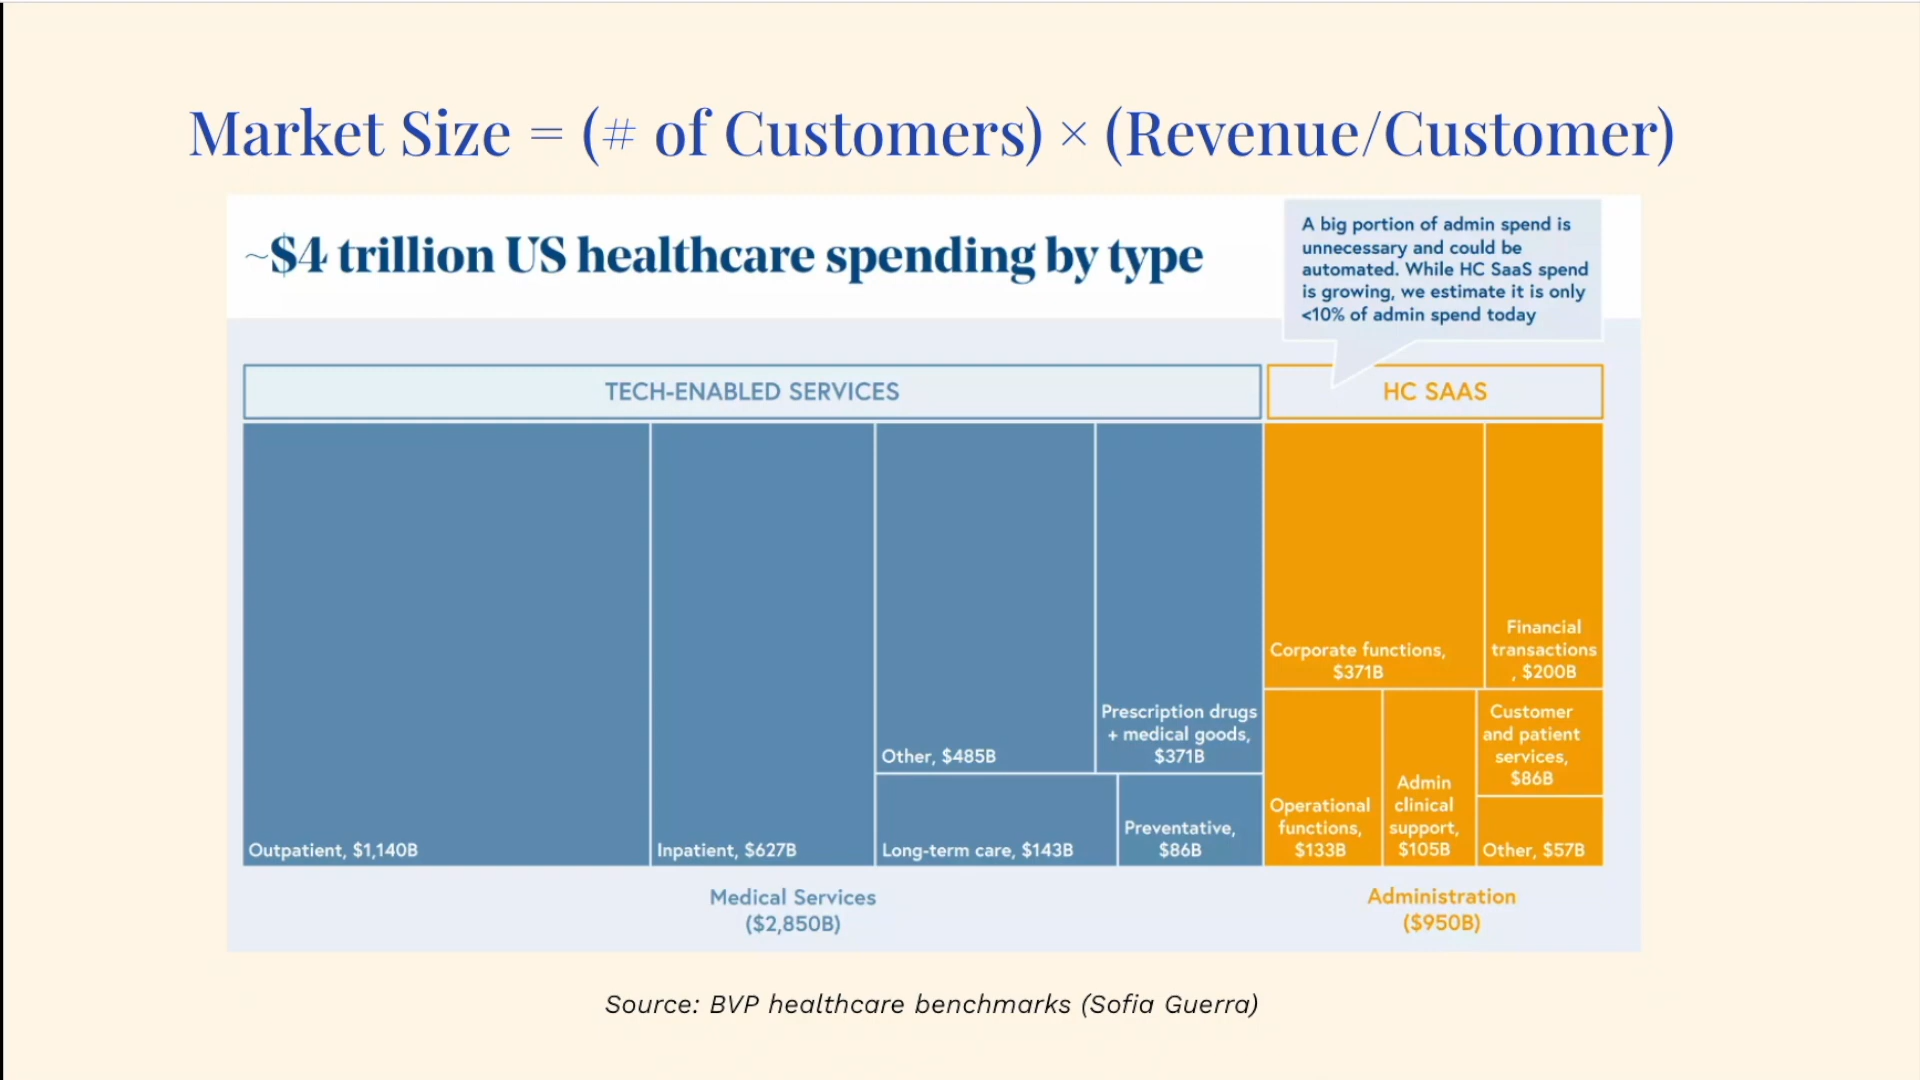 Market Size = (# of Customers) × (Revenue/Customer)
~$4 trillion US healthcare spending by type
A big portion of admin spend is
unnecessary and could be
automated. While HC SaaS spend
is growing, we estimate it is only
<10% of admin spend today
TECH-ENABLED SERVICES
HC SAAS
Outpatient, $1,140B
Inpatient, $627B
Other, $485B
Prescription drugs
+ medical goods,
$371B
Long-term care, $143B
Preventative,
$86B
Corporate functions,
$371B
Financial
transactions
, $200B
Operational
functions,
$133B
Admin
clinical
support,
$105B
Customer
and patient
services,
$86B
Other, $57B
Medical Services
($2,850B)
Administration
($950B)
Source: BVP healthcare benchmarks (Sofia Guerra)